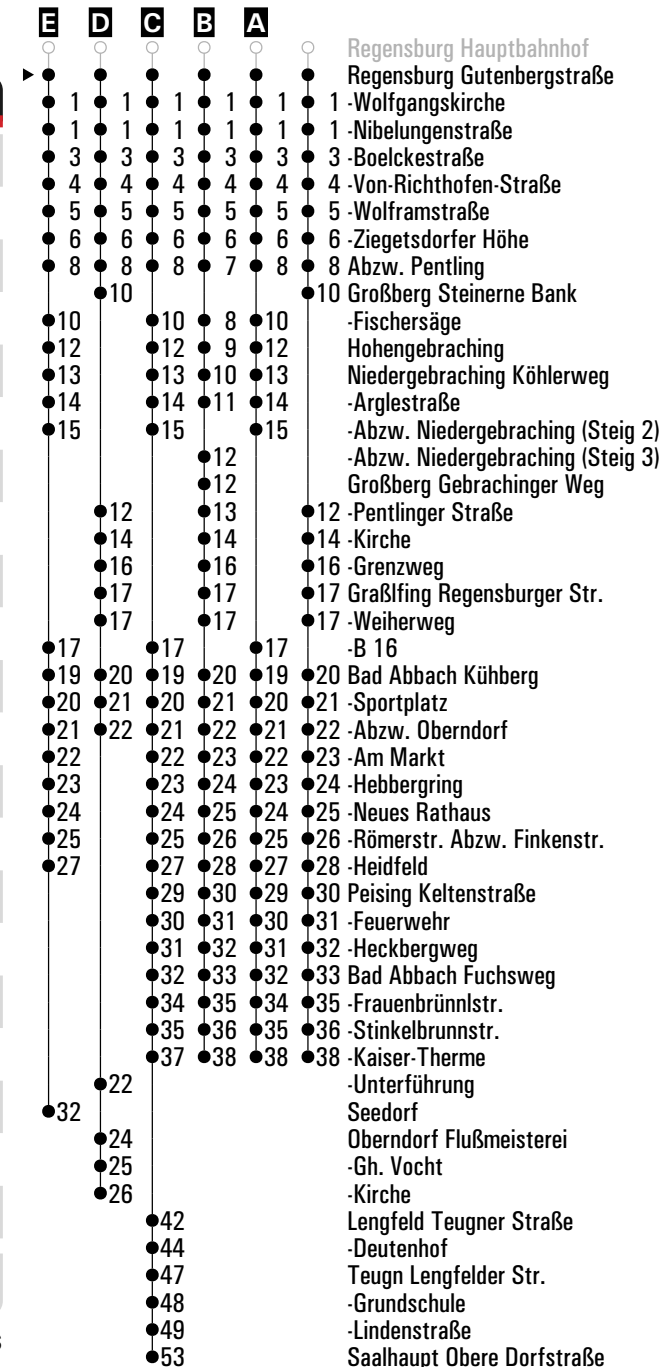 E D C B A
Regensburg Hauptbahnhof
Regensburg Gutenbergstraße
1 1 1 1 1 1 -Wolfgangskirche
1 1 1 1 1 1 -Nibelungenstraße
3 3 3 3 3 3 -Boelckestraße
4 4 4 4 4 4 -Von-Richthofen-Straße
5 5 5 5 5 5 -Wolframstraße
6 6 6 6 6 6 -Ziegetsdorfer Höhe
8 8 8 7 8 8 Abzw. Pentling
10 10 Großberg Steinerne Bank
10 10 8 10 -Fischersäge
12 12 9 12 Hohengebraching
13 13 10 13 Niedergebraching Köhlerweg
14 14 11 14 -Arglestraße
15 15 15 -Abzw. Niedergebraching (Steig 2)
12 -Abzw. Niedergebraching (Steig 3)
12 Großberg Gebrachinger Weg
12 13 12 -Pentlinger Straße
14 14 14 -Kirche
16 16 16 -Grenzweg
17 17 17 Graßlfing Regensburger Str.
17 17 17 -Weiherweg
17 17 17 -B 16
19 20 19 20 19 20 Bad Abbach Kühberg
20 21 20 21 20 21 -Sportplatz
21 22 21 22 21 22 -Abzw. Oberndorf
22 22 23 22 23 -Am Markt
23 23 24 23 24 -Hebbergring
24 24 25 24 25 -Neues Rathaus
25 25 26 25 26 -Römerstr. Abzw. Finkenstr.
27 27 28 27 28 -Heidfeld
29 30 29 30 Peising Keltenstraße
30 31 30 31 -Feuerwehr
31 32 31 32 -Heckbergweg
32 33 32 33 Bad Abbach Fuchsweg
34 35 34 35 -Frauenbrünnlstr.
35 36 35 36 -Stinkelbrunnstr.
37 38 38 38 -Kaiser-Therme
22 -Unterführung
32 Seedorf
24 Oberndorf Flußmeisterei
25 -Gh. Vocht
26 -Kirche
42 Lengfeld Teugner Straße
44 -Deutenhof
47 Teugn Lengfelder Str.
48 -Grundschule
49 -Lindenstraße
53 Saalhaupt Obere Dorfstraße